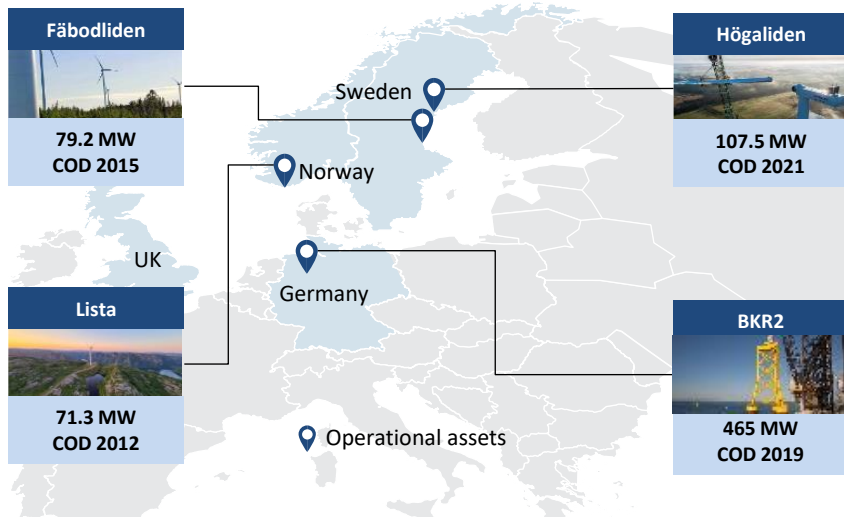 Fäbodliden
79.2 MW
COD 2015
Högaliden
107.5 MW
COD 2021
Sweden
Norway
UK
Germany
Lista
71.3 MW
COD 2012
BKR2
465 MW
COD 2019
Operational assets